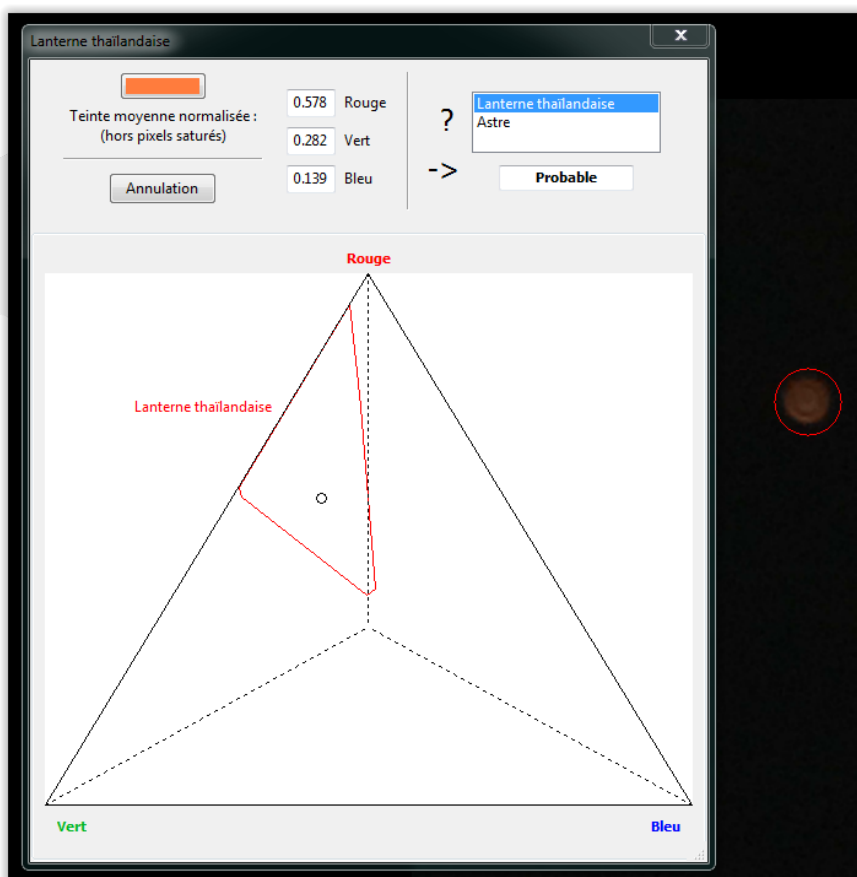 Lanterne thaïlandaise
x
Teinte moyenne normalisée :
(hors pixels saturés)
Annulation
0.578 Rouge
0.282 Vert
0.139 Bleu
?
->
Lanterne thaïlandaise
Astre
Probable
Rouge
Lanterne thaïlandaise
Vert
Bleu